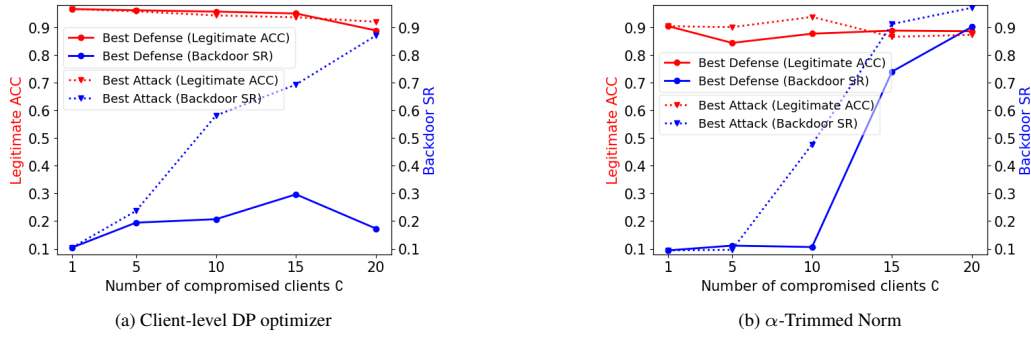 Legitimate ACC
0.9
0.8
0.7
0.6
0.5
0.4
0.3
0.2
0.1
Best Defense (Legitimate ACC)
Best Defense (Backdoor SR)
Best Attack (Legitimate ACC)
Best Attack (Backdoor SR)
0.9
0.8
0.7
0.6
0.5
0.4
0.3
0.2
0.1
Backdoor SR
1 5 10 15 20
Number of compromised clients C
(a) Client-level DP optimizer
Legitimate ACC
0.9
0.8
0.7
0.6
0.5
0.4
0.3
0.2
0.1
Best Defense (Legitimate ACC)
Best Defense (Backdoor SR)
Best Attack (Legitimate ACC)
Best Attack (Backdoor SR)
0.9
0.8
0.7
0.6
0.5
0.4
0.3
0.2
0.1
Backdoor SR
1 5 10 15 20
Number of compromised clients C
(b) α-Trimmed Norm